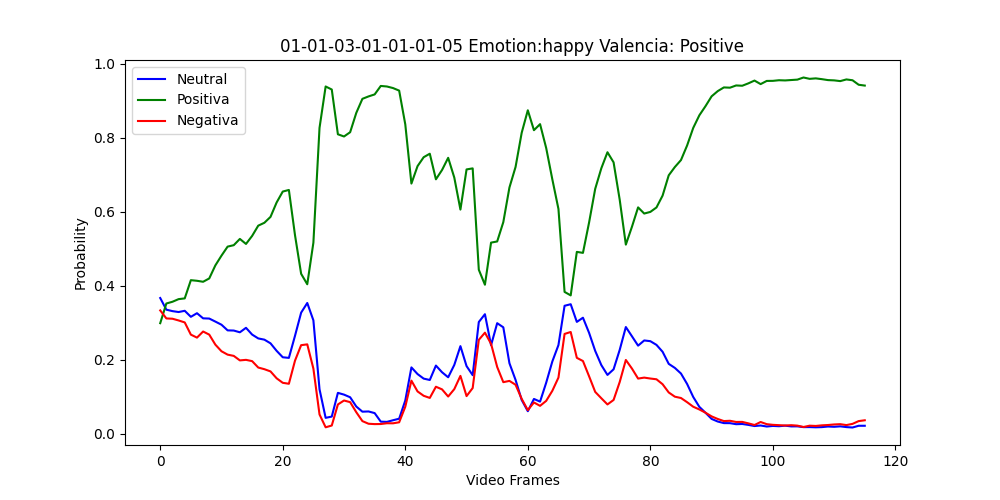 01-01-03-01-01-01-05 Emotion:happy Valencia: Positive
Neutral
Positiva
Negativa
Probability
1.0
0.8
0.6
0.4
0.2
0.0
0 20 40 60 80 100 120
Video Frames